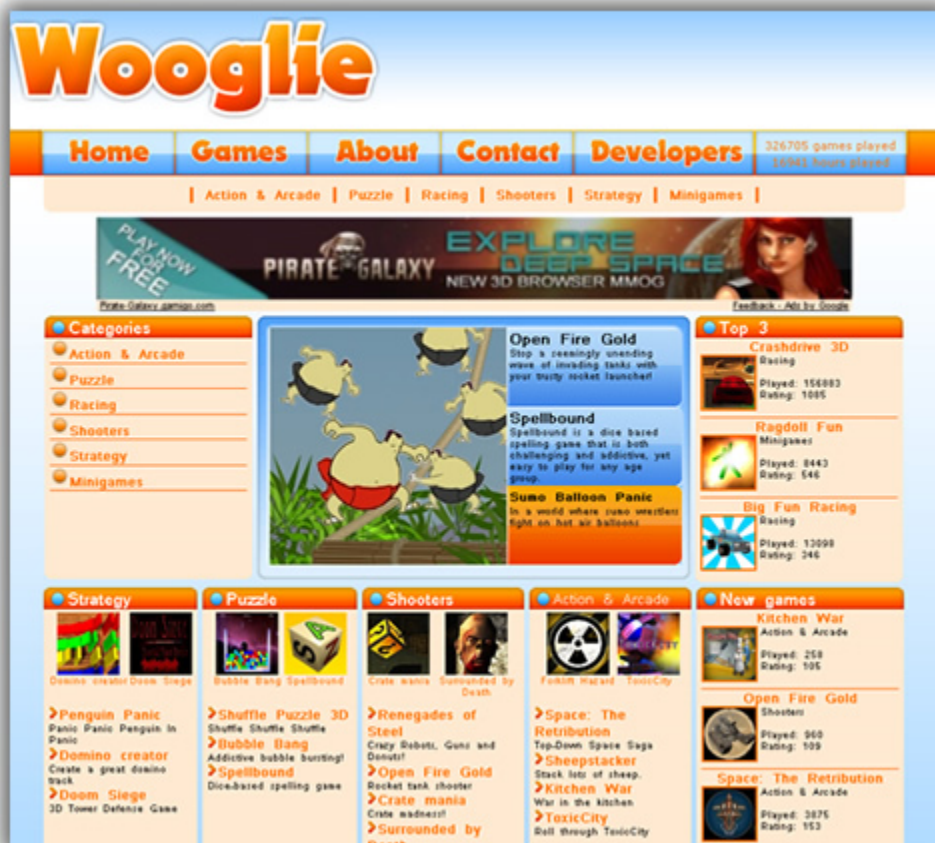 Wooglie
Home Games About Contact Developers
326705 games played
16941 hours played
| Action & Arcade | Puzzle | Racing | Shooters | Strategy | Minigames |
PLAY NOW
FOR
FREE
PIRATE GALAXY
EXPLORE
DEEP SPACE
NEW 3D BROWSER MMOG
Pirate-Galaxy.gamigo.com
Feedback - Ads by Google
Categories
Action & Arcade
Puzzle
Racing
Shooters
Strategy
Minigames
Open Fire Gold
Stop a seemingly unending
wave of invading tanks with
your trusty rocket launcher!
Spellbound
Spellbound is a dice based
spelling game that is both
challenging and addictive, yet
easy to play for any age
group.
Sumo Balloon Panic
In a world where sumo wrestlers
fight on hot air balloons
Top 3
Crashdrive 3D
Racing
Played: 156883
Rating: 1085
Ragdoll Fun
Minigames
Played: 8443
Rating: 546
Big Fun Racing
Racing
Played: 13098
Rating: 346
Strategy
Domino creator Doom Siege
Penguin Panic
Panic Panic Penguin In
Panic
Domino creator
Create a great domino
track
Doom Siege
3D Tower Defense Game
Puzzle
Bubble Bang Spellbound
Shuffle Puzzle 3D
Shuffle Shuffle Shuffle
Bubble Bang
Addictive bubble bursting!
Spellbound
Dice-based spelling game
Shooters
Crate mania Surrounded by
Death
Renegades of
Steel
Crazy Robots, Guns and
Donuts!
Open Fire Gold
Rocket tank shooter
Crate mania
Crate madness!
Surrounded by
Action & Arcade
Forklift Hazard ToxicCity
Space: The
Retribution
Top-Down Space Saga
Sheepstacker
Stack lots of sheep.
Kitchen War
War in the kitchen
ToxicCity
Roll through ToxicCity
New games
Kitchen War
Action & Arcade
Played: 258
Rating: 105
Open Fire Gold
Shooters
Played: 960
Rating: 109
Space: The Retribution
Action & Arcade
Played: 3875
Rating: 153